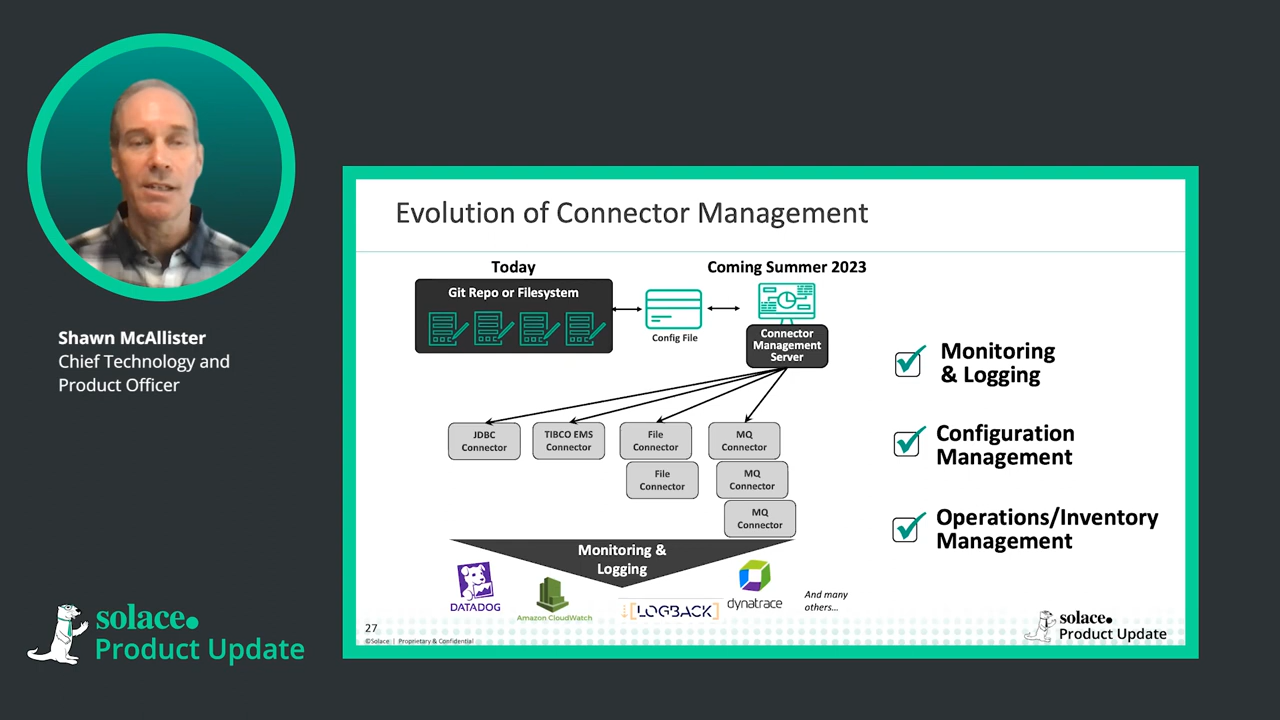 Shawn McAllister
Chief Technology and
Product Officer
solace.
Product Update
Evolution of Connector Management
Today
Coming Summer 2023
Git Repo or Filesystem
Config File
Connector
Management
Server
JDBC
Connector
TIBCO EMS
Connector
File
Connector
MQ
Connector
File
Connector
MQ
Connector
MQ
Connector
Monitoring &
Logging
DATADOG
Amazon CloudWatch
[LOGBACK]
dynatrace
And many
others...
Monitoring
& Logging
Configuration
Management
Operations/Inventory
Management
27
©Solace | Proprietary & Confidential
solace.
Product Update